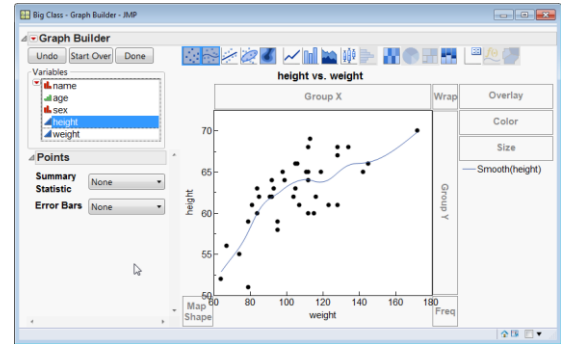 Big Class - Graph Builder - JMP
Graph Builder
Undo Start Over Done
Variables
name
age
sex
height
weight
Points
Summary
Statistic
None
Error Bars None
height vs. weight
Group X
Wrap
Overlay
Color
Size
Smooth(height)
Group Y
height
70
65
60
55
50
60 80 100 120 140 160 180
weight
Map
Shape
Freq